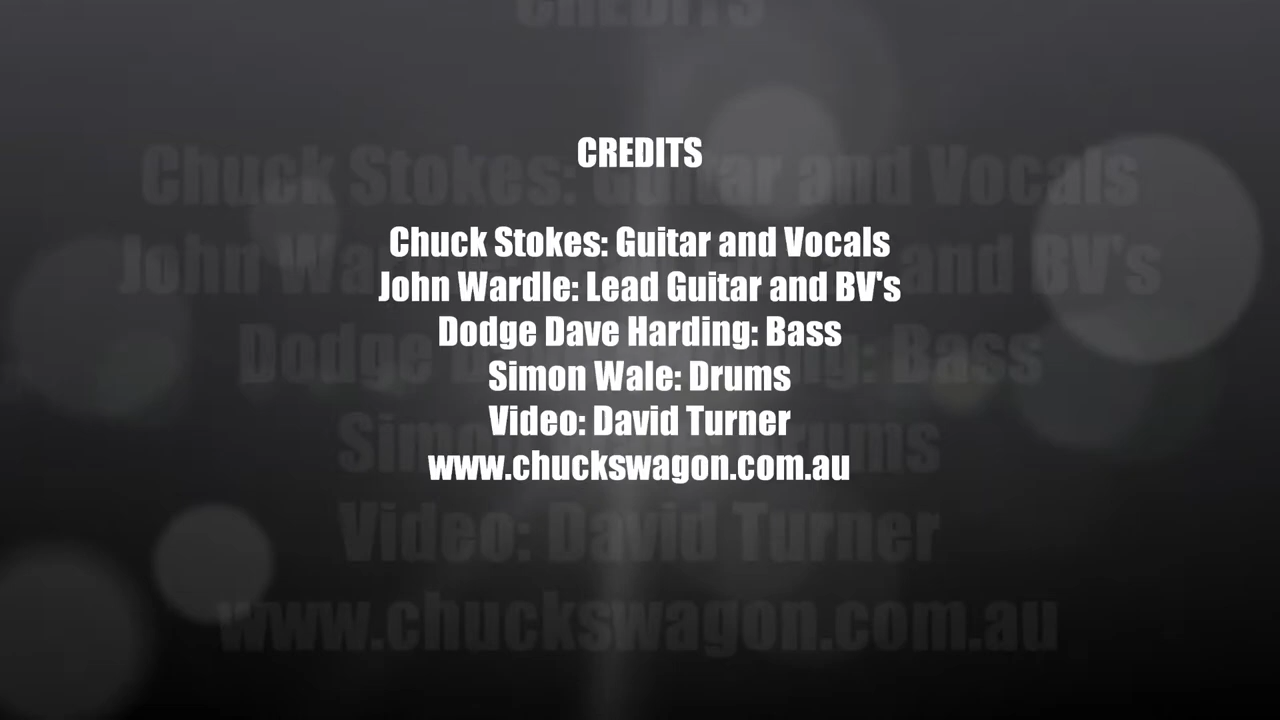 CREDITS
Chuck Stokes: Guitar and Vocals
John Wardle: Lead Guitar and BV's
Dodge Dave Harding: Bass
Simon Wale: Drums
Video: David Turner
www.chuckswagon.com.au